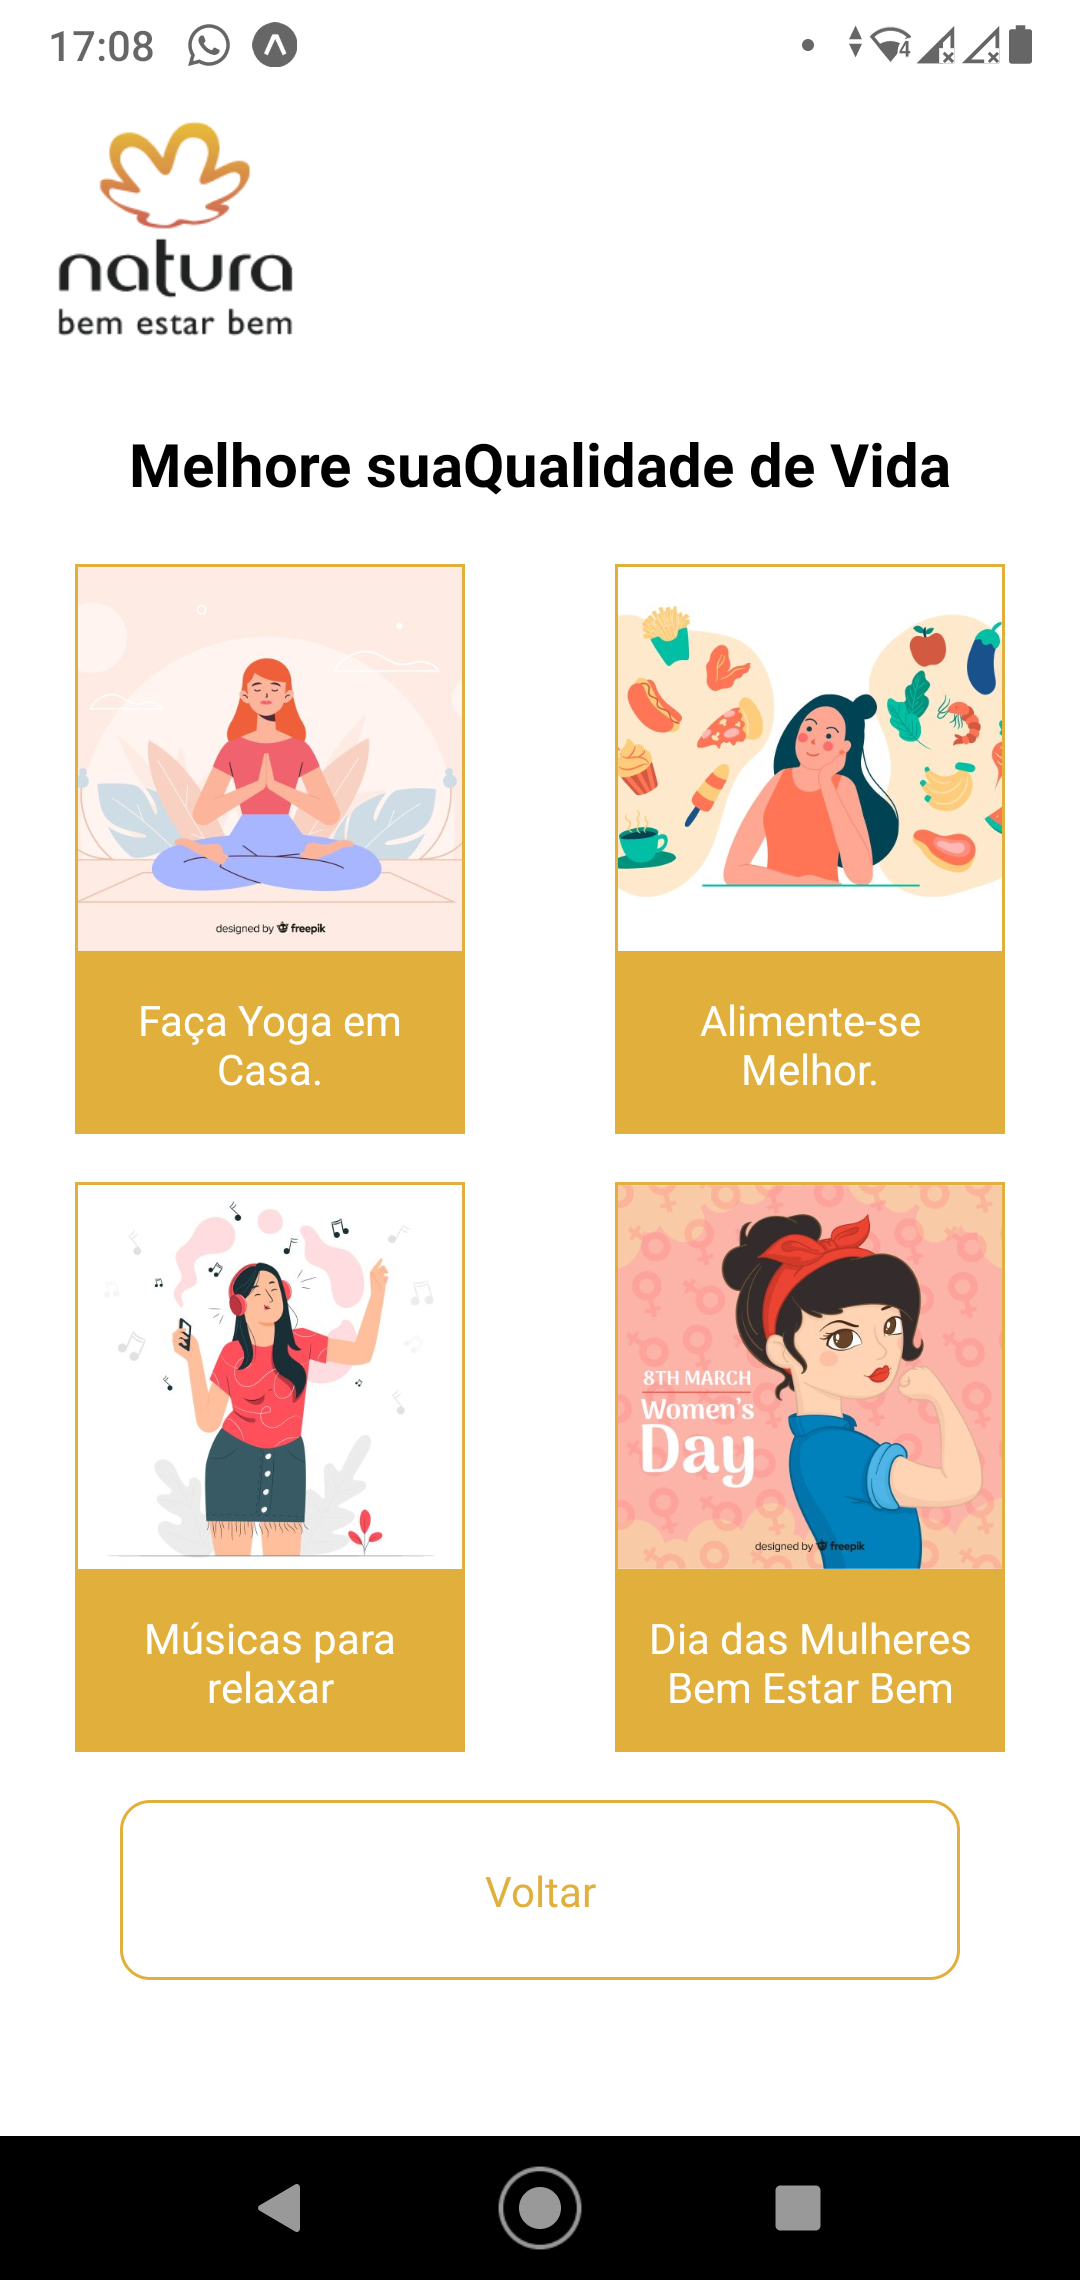 17:08
4
natura
bem estar bem
Melhore suaQualidade de Vida
designed by freepik
Faça Yoga em
Casa.
Alimente-se
Melhor.
8TH MARCH
Women's
Day
designed by freepik
Músicas para
relaxar
Dia das Mulheres
Bem Estar Bem
Voltar